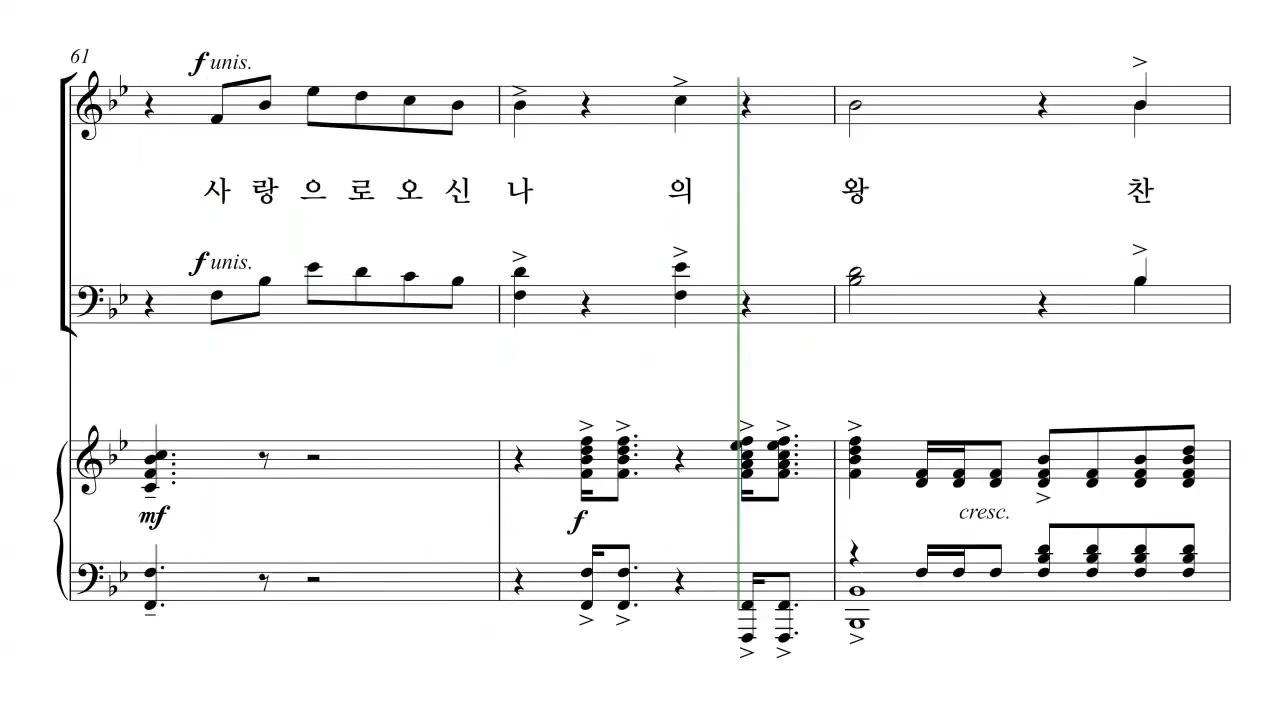 61
f unis.
사 랑 으 로 오 신 나 의 왕 찬
f unis.
mf
f
cresc.